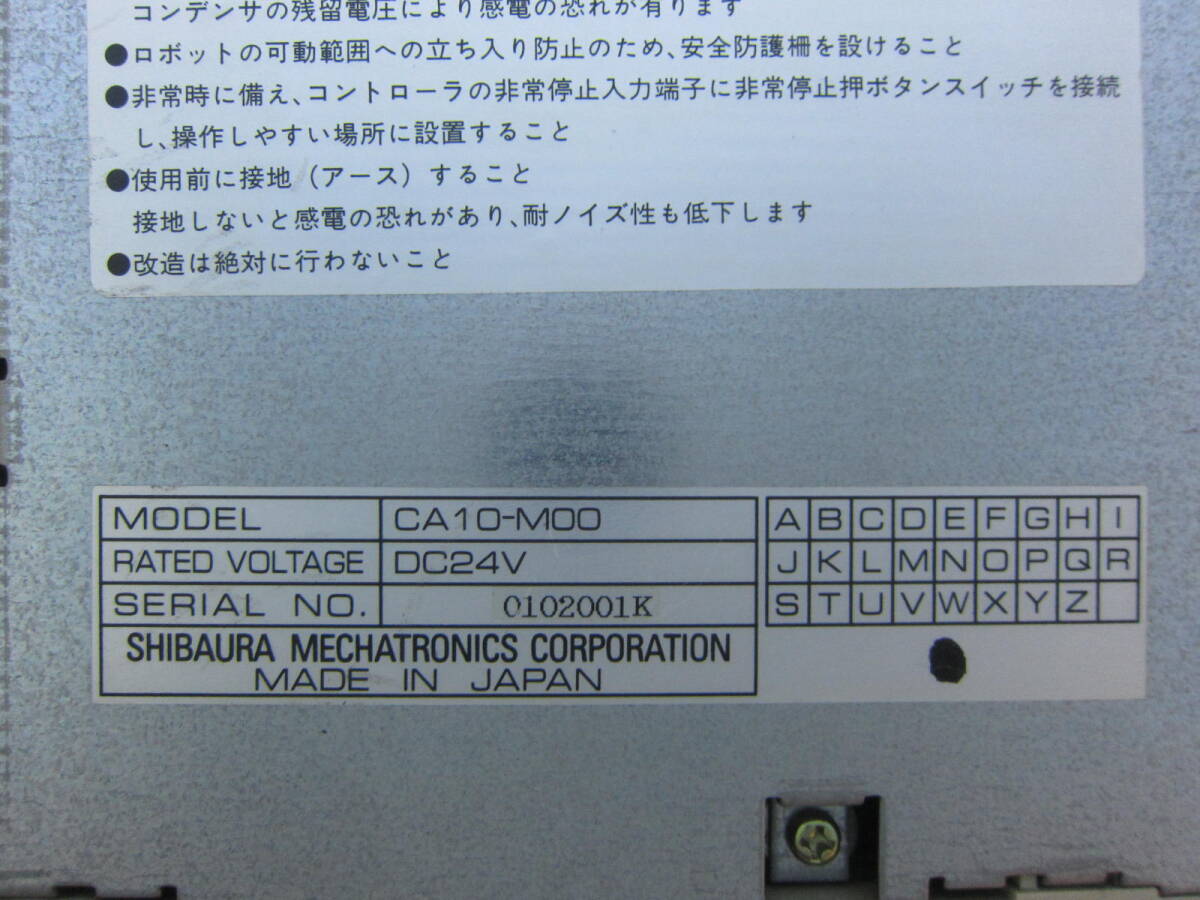 コンデンサの残留電圧により感電の恐れが有ります
●ロボットの可動範囲への立ち入り防止のため、安全防護柵を設けること
●非常時に備え、コントローラの非常停止入力端子に非常停止押ボタンスイッチを接続
し、操作しやすい場所に設置すること
●使用前に接地（アース）すること
接地しないと感電の恐れがあり、耐ノイズ性も低下します
●改造は絶対に行わないこと
MODEL CA10-M00
RATED VOLTAGE DC24V
SERIAL NO. 0102001K
SHIBAURA MECHATRONICS CORPORATION
MADE IN JAPAN
A B C D E F G H I
J K L M N O P Q R
S T U V W X Y Z